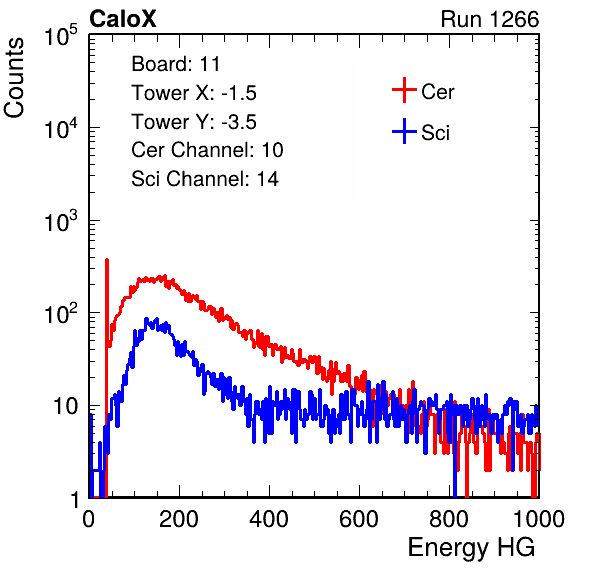 CaloX Run 1266
Counts
10^5
10^4
10^3
10^2
10
1
Board: 11
Tower X: -1.5
Tower Y: -3.5
Cer Channel: 10
Sci Channel: 14
Cer
Sci
0 200 400 600 800 1000
Energy HG